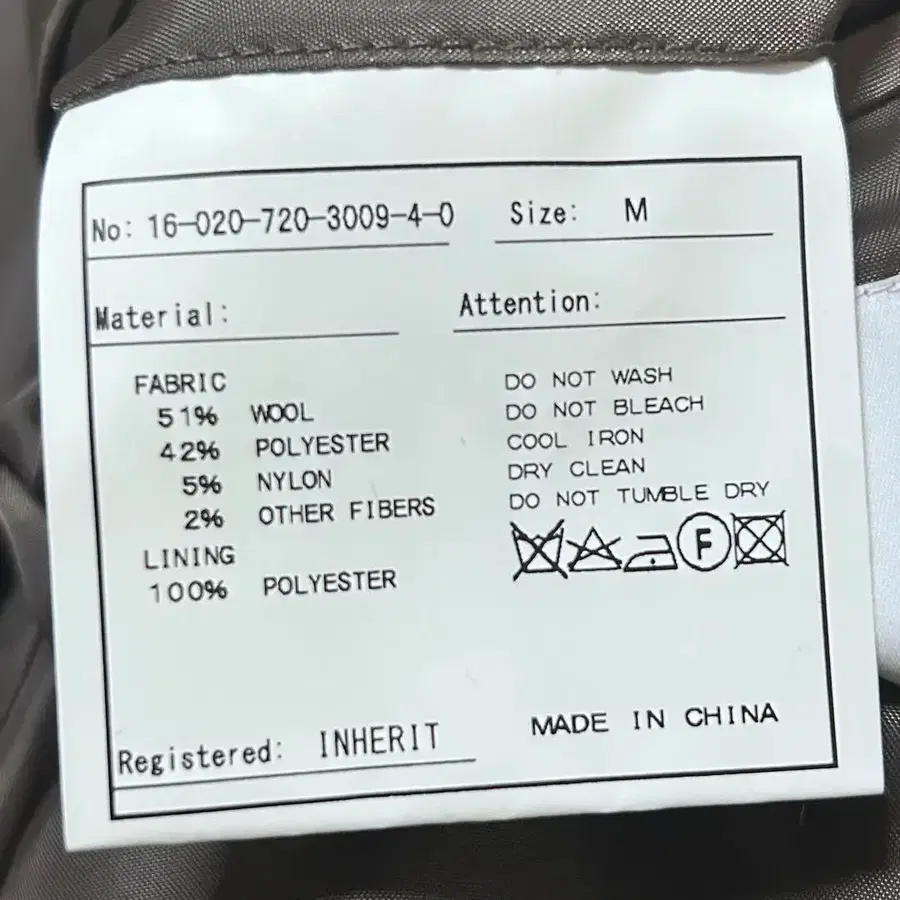 No: 16-020-720-3009-4-0 Size: M
Material:
Attention:
FABRIC
51% WOOL
42% POLYESTER
5% NYLON
2% OTHER FIBERS
LINING
100% POLYESTER
DO NOT WASH
DO NOT BLEACH
COOL IRON
DRY CLEAN
DO NOT TUMBLE DRY
F
Registered: INHERIT
MADE IN CHINA